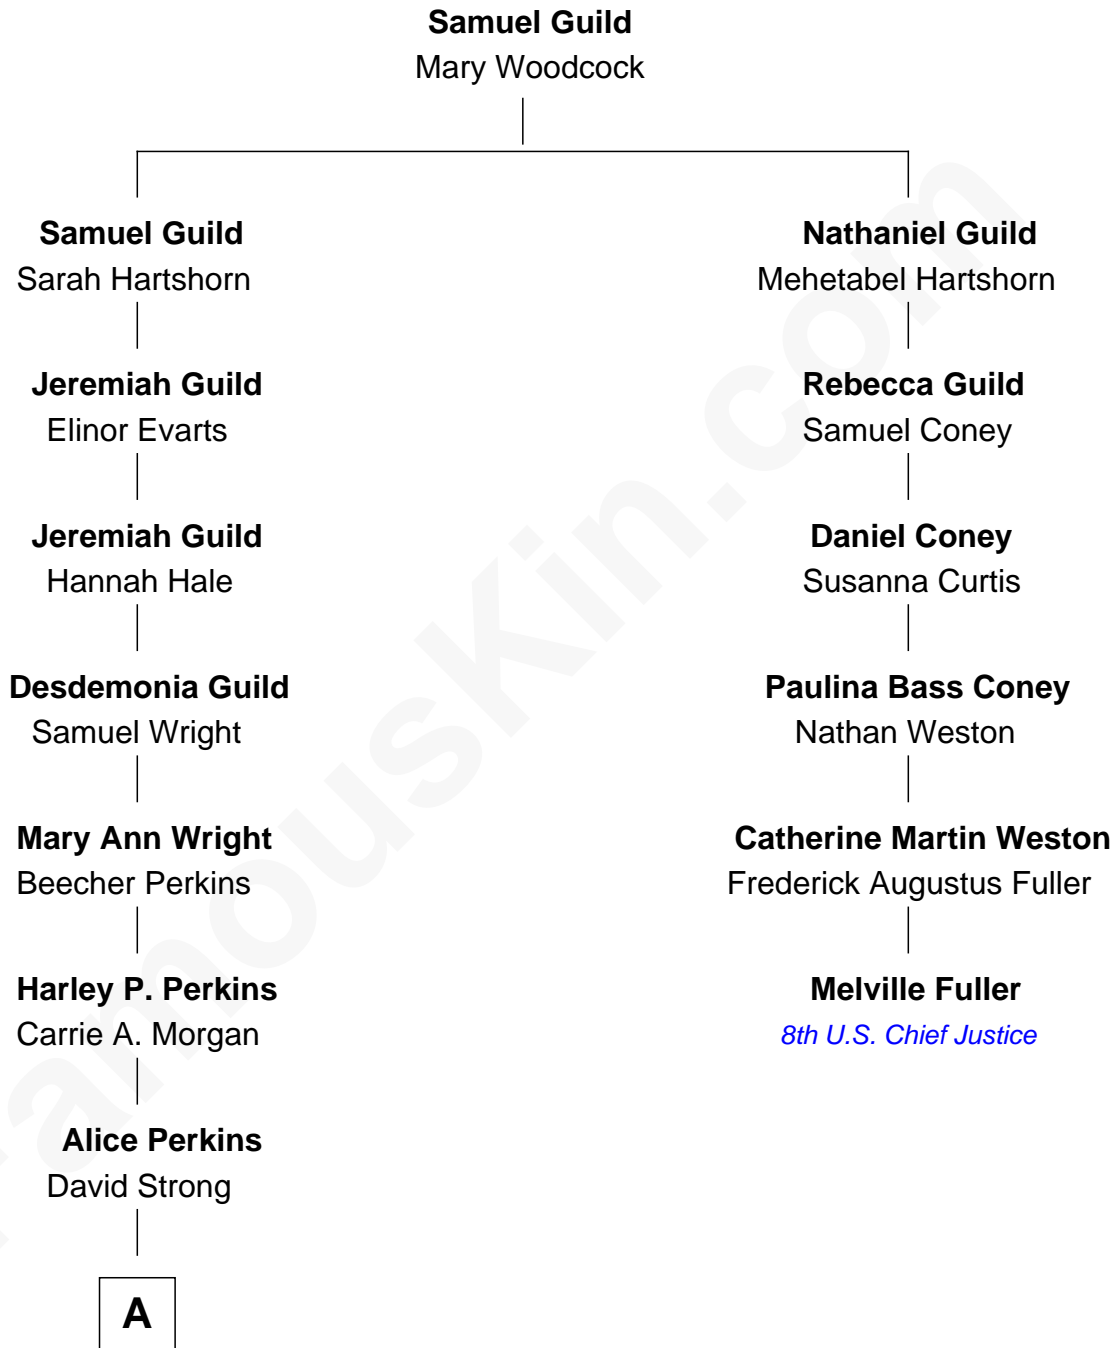 Samuel Guild
Mary Woodcock
Samuel Guild
Sarah Hartshorn
Nathaniel Guild
Mehetabel Hartshorn
Jeremiah Guild
Elinor Evarts
Rebecca Guild
Samuel Coney
Jeremiah Guild
Hannah Hale
Daniel Coney
Susanna Curtis
Desdemonia Guild
Samuel Wright
Paulina Bass Coney
Nathan Weston
Mary Ann Wright
Beecher Perkins
Catherine Martin Weston
Frederick Augustus Fuller
Harley P. Perkins
Carrie A. Morgan
Melville Fuller
8th U.S. Chief Justice
Alice Perkins
David Strong
A
FamousKin.com